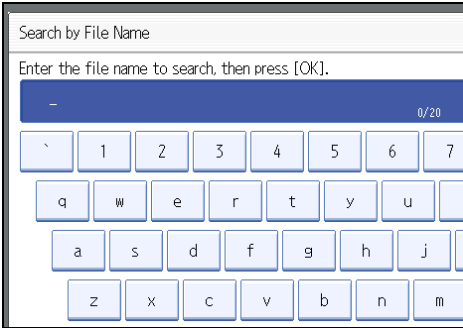 Search by File Name
Enter the file name to search, then press [OK].
_
0/20
` 1 2 3 4 5 6 7
q w e r t y u
a s d f g h j
z x c v b n m